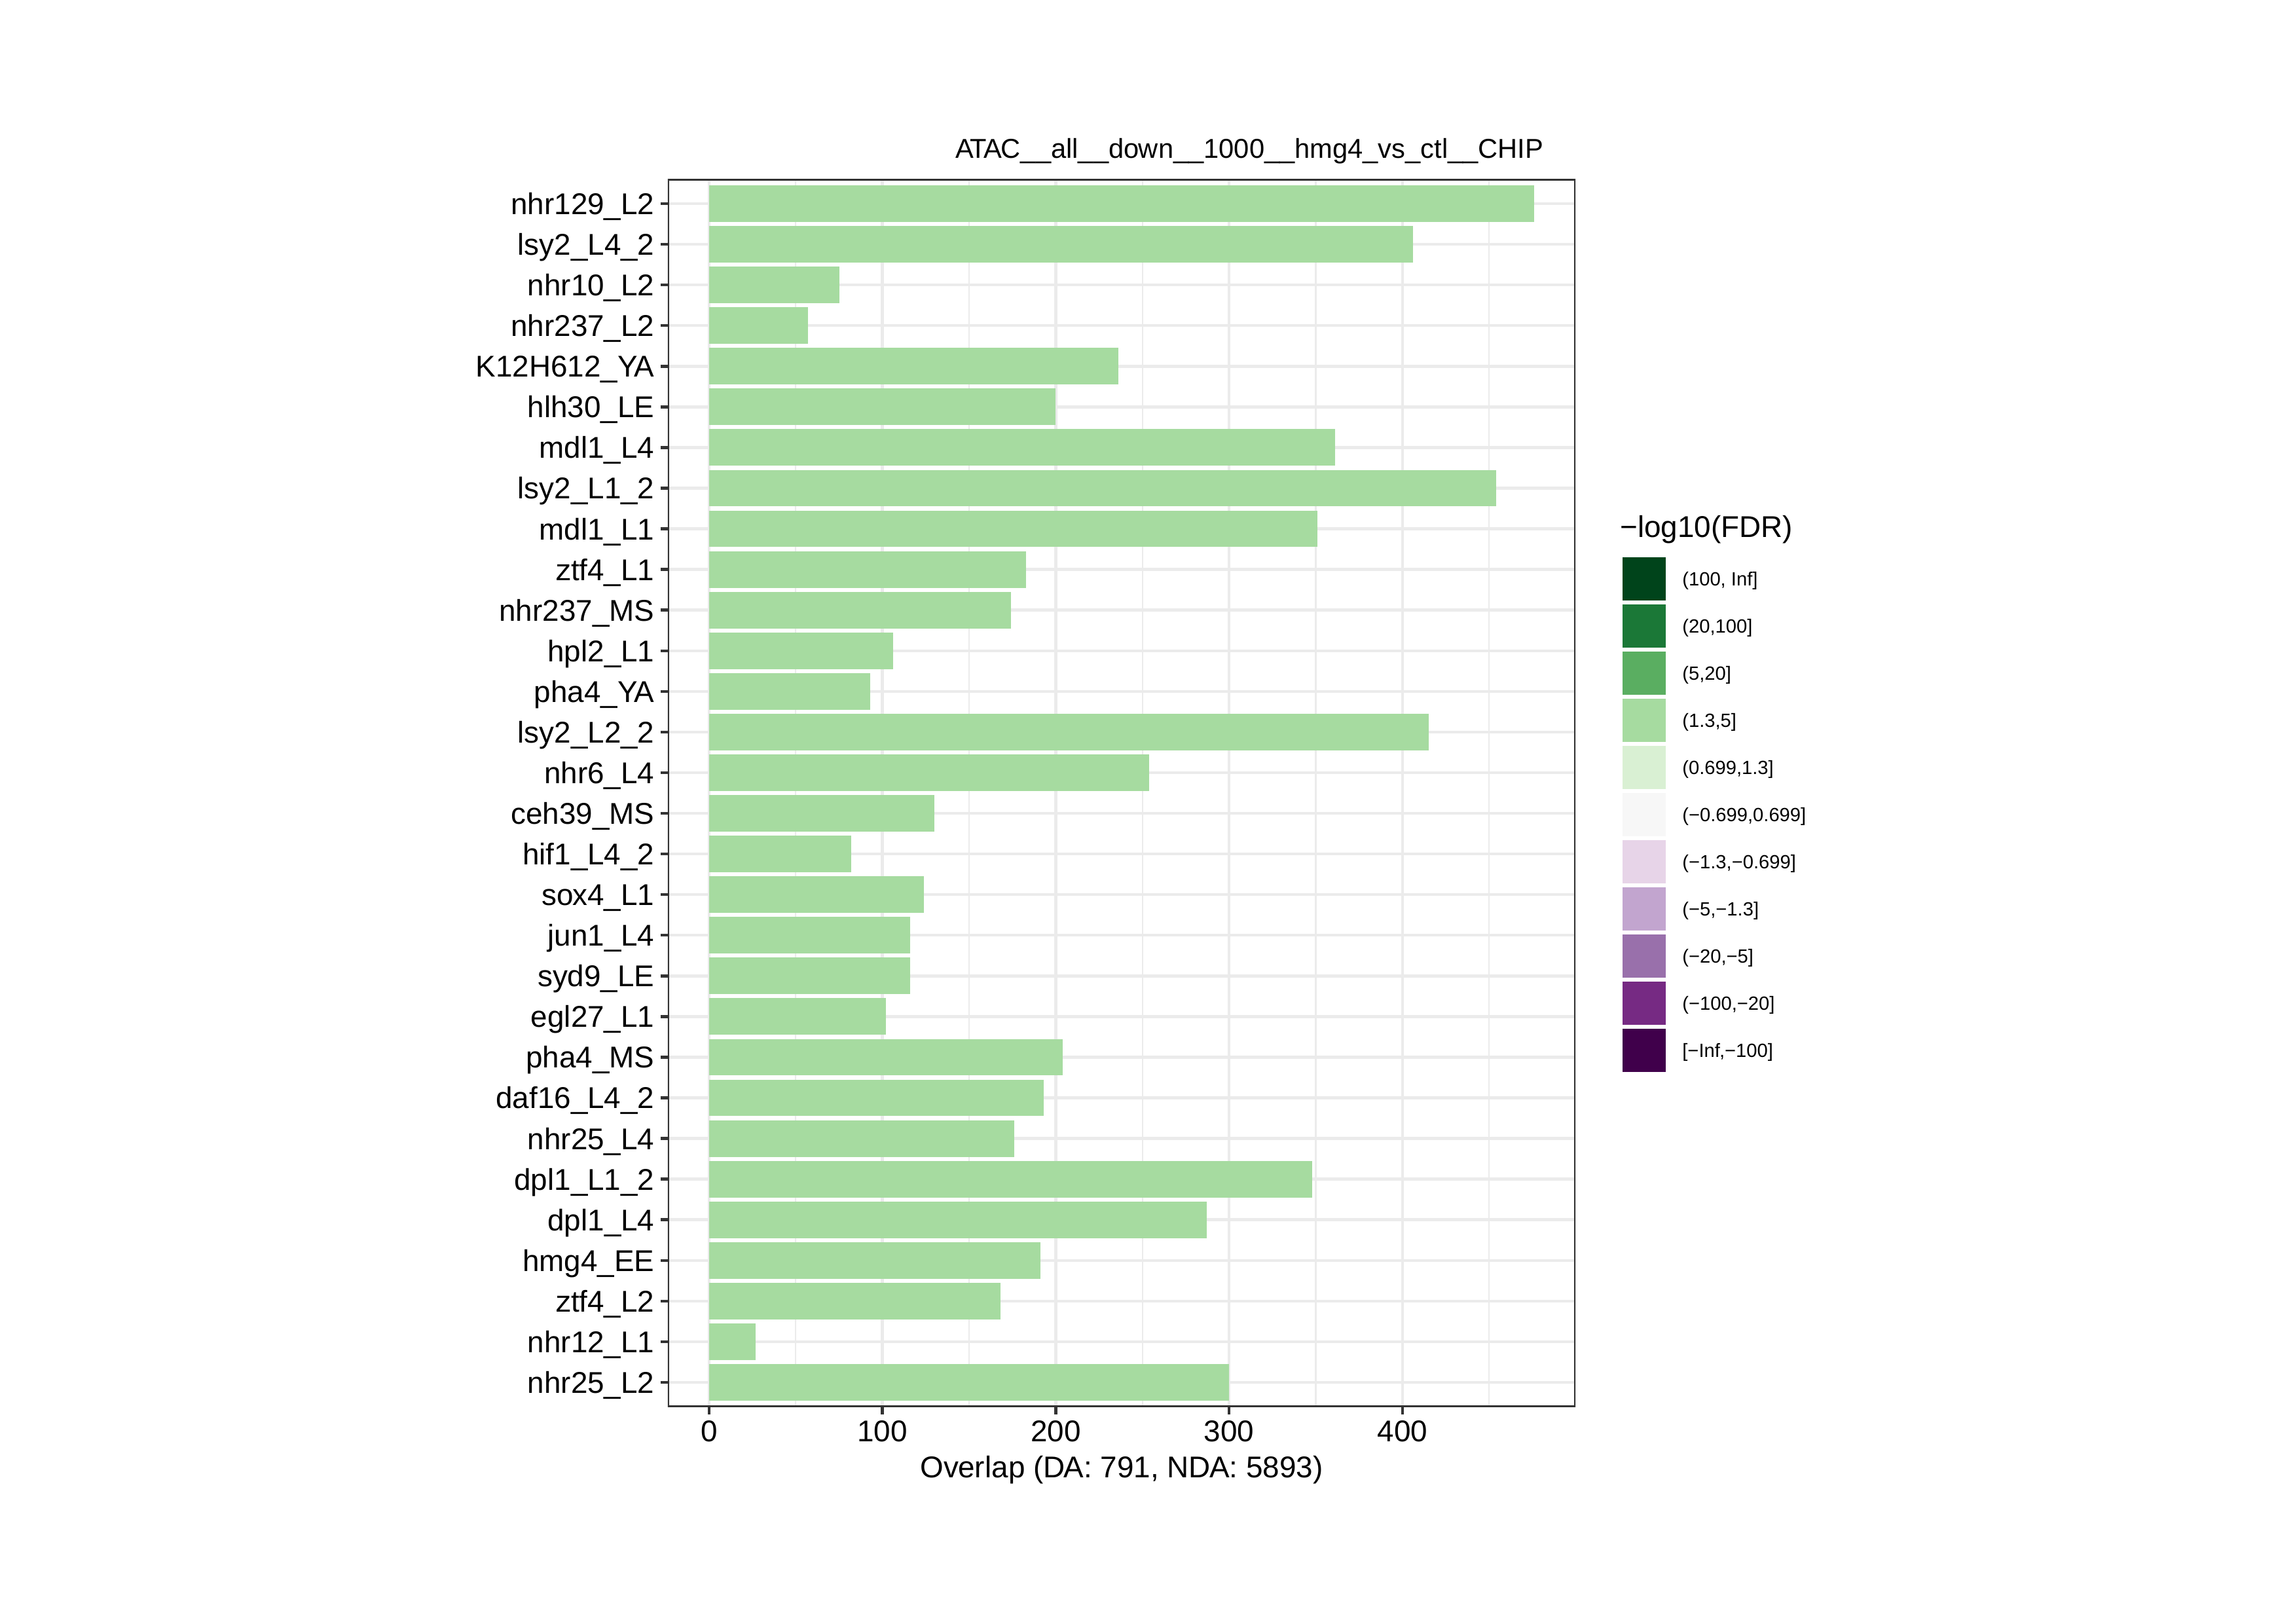 ATAC__all__down__1000__hmg4_vs_ctl__CHIP
nhr129_L2
lsy2_L4_2
nhr10_L2
nhr237_L2
K12H612_YA
hlh30_LE
mdl1_L4
lsy2_L1_2
mdl1_L1
ztf4_L1
nhr237_MS
hpl2_L1
pha4_YA
lsy2_L2_2
nhr6_L4
ceh39_MS
hif1_L4_2
sox4_L1
jun1_L4
syd9_LE
egl27_L1
pha4_MS
daf16_L4_2
nhr25_L4
dpl1_L1_2
dpl1_L4
hmg4_EE
ztf4_L2
nhr12_L1
nhr25_L2
0 100 200 300 400
Overlap (DA: 791, NDA: 5893)
−log10(FDR)
(100, Inf]
(20,100]
(5,20]
(1.3,5]
(0.699,1.3]
(−0.699,0.699]
(−1.3,−0.699]
(−5,−1.3]
(−20,−5]
(−100,−20]
[−Inf,−100]